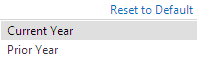 Reset to Default
Current Year
Prior Year